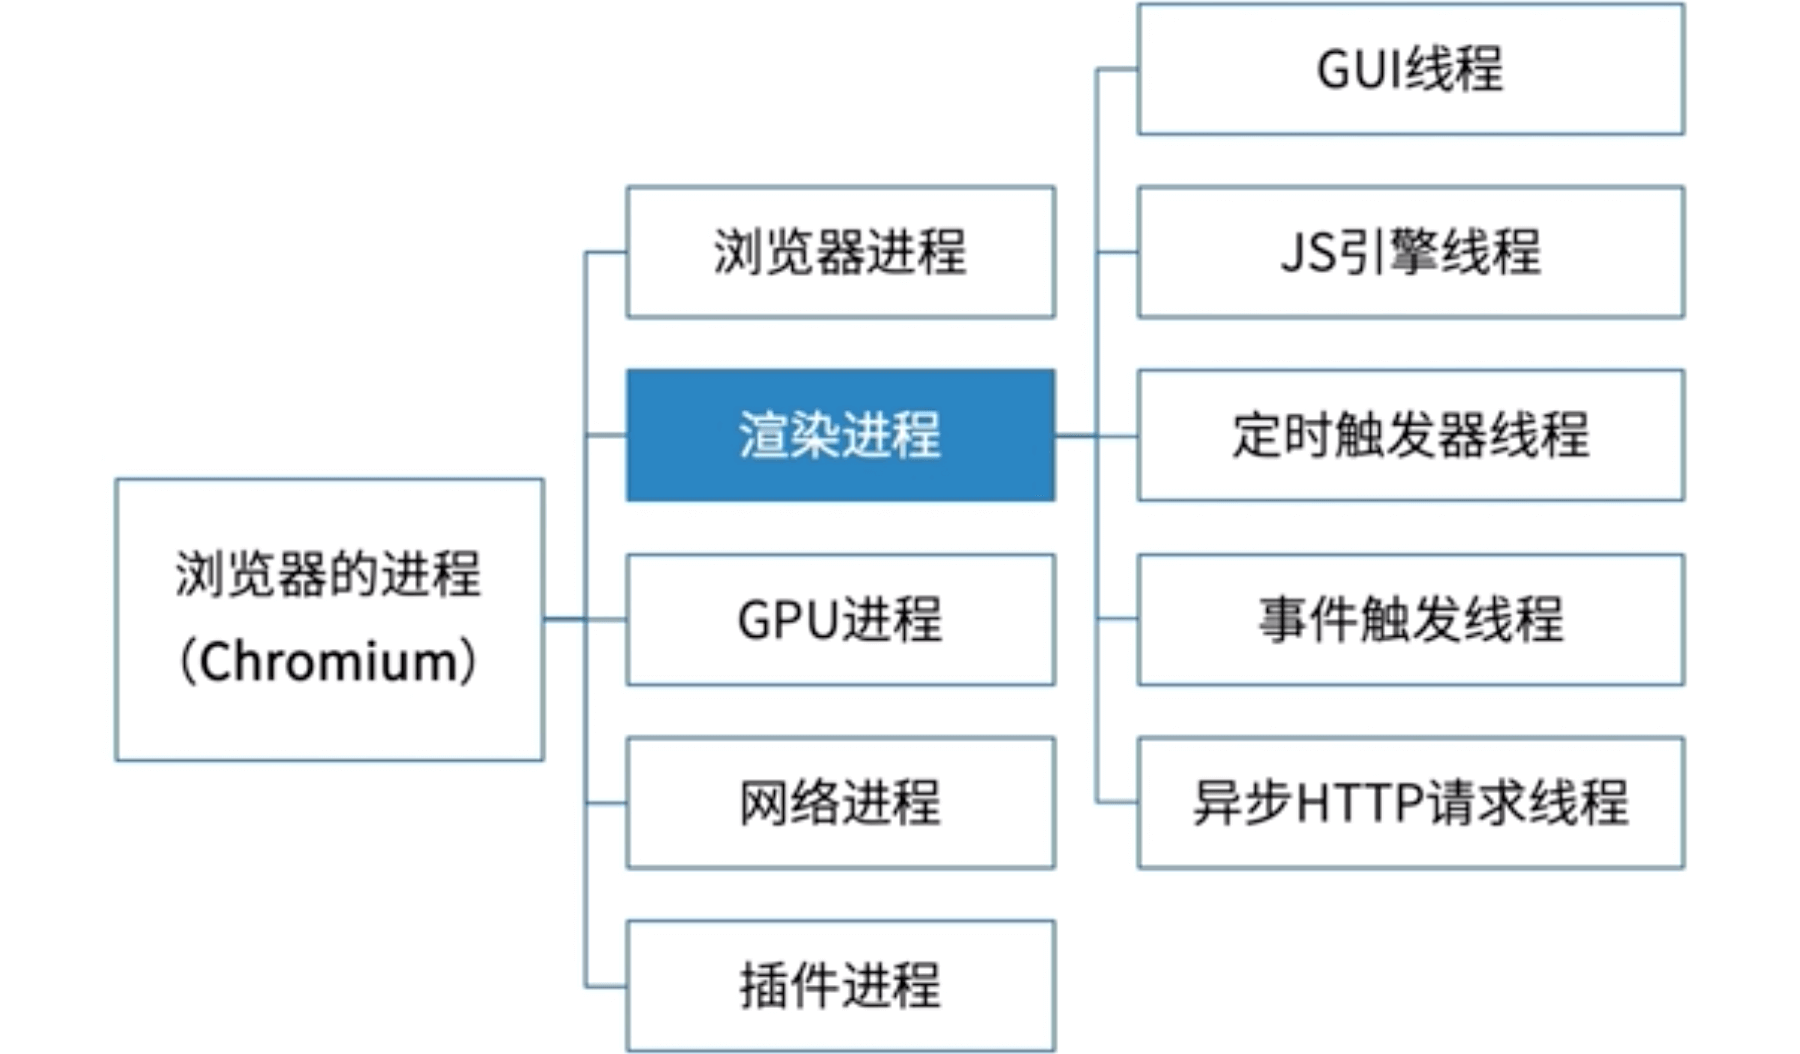 浏览器的进程
（Chromium）
浏览器进程
渲染进程
GPU进程
网络进程
插件进程
GUI线程
JS引擎线程
定时触发器线程
事件触发线程
异步HTTP请求线程